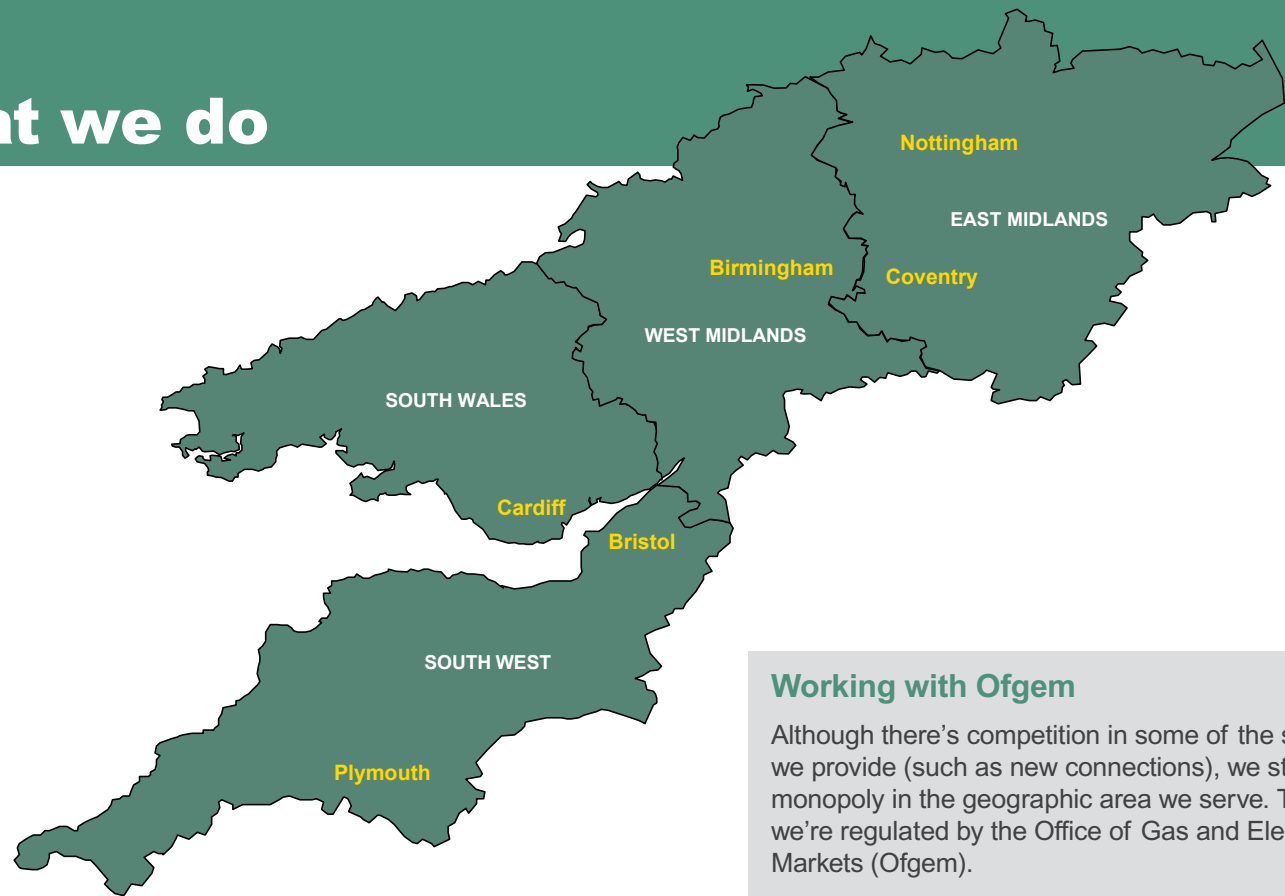 at we do
Nottingham
EAST MIDLANDS
Birmingham
Coventry
WEST MIDLANDS
SOUTH WALES
Cardiff
Bristol
SOUTH WEST
Plymouth
Working with Ofgem
Although there’s competition in some of the
we provide (such as new connections), we
monopoly in the geographic area we serve.
we’re regulated by the Office of Gas and
Markets (Ofgem).